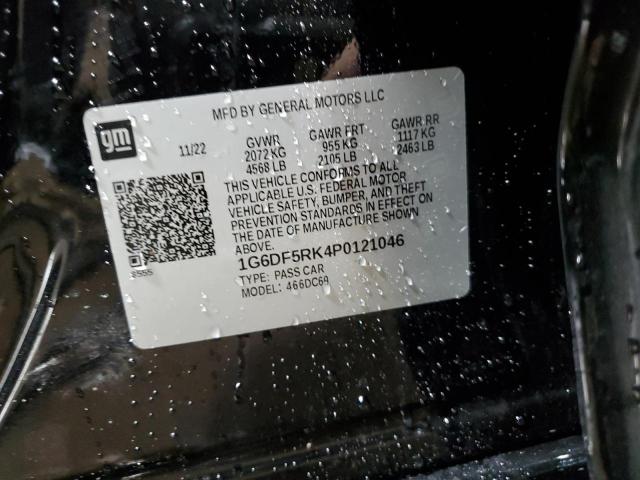 MFD BY GENERAL MOTORS LLC
gm
11/22
GVWR GAWR FRT GAWR RR
2072 KG 955 KG 1117 KG
4568 LB 2105 LB 2463 LB
THIS VEHICLE CONFORMS TO ALL
APPLICABLE U.S. FEDERAL MOTOR
VEHICLE SAFETY, BUMPER, AND THEFT
PREVENTION STANDARDS IN EFFECT ON
THE DATE OF MANUFACTURE SHOWN
ABOVE.
1G6DF5RK4P0121046
TYPE: PASS CAR
MODEL: 466DC69